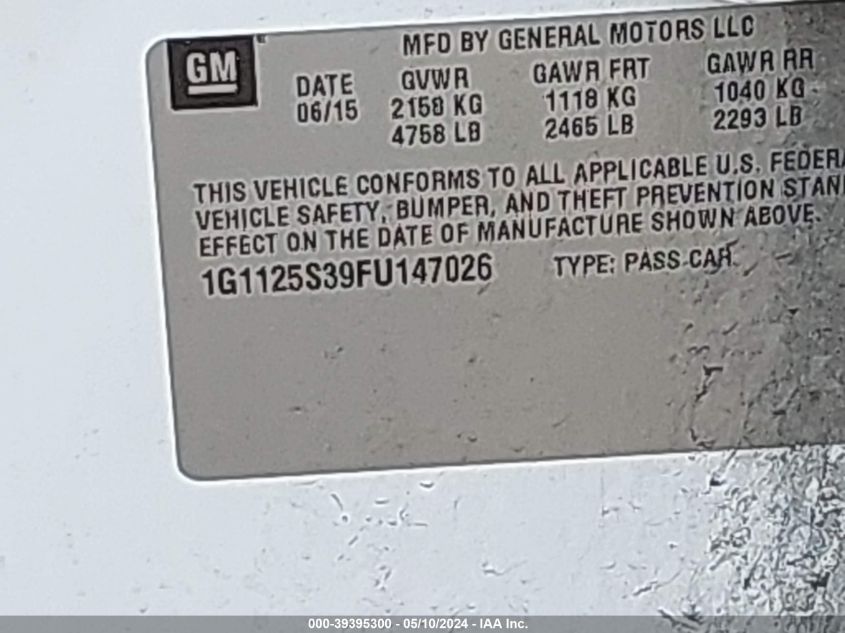 MFD BY GENERAL MOTORS LLC
GM
DATE GVWR GAWR FRT GAWR RR
06/15 2158 KG 1118 KG 1040 KG
4758 LB 2465 LB 2293 LB
THIS VEHICLE CONFORMS TO ALL APPLICABLE U.S. FEDERA
VEHICLE SAFETY, BUMPER, AND THEFT PREVENTION STAN
EFFECT ON THE DATE OF MANUFACTURE SHOWN ABOVE.
1G1125S39FU147026 TYPE: PASS CAR
000-39395300 - 05/10/2024 - IAA Inc.